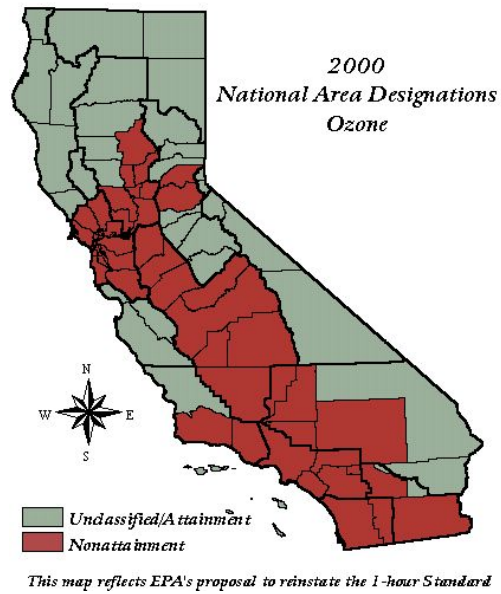 2000
National Area Designations
Ozone
N
W E
S
Unclassified/Attainment
Nonattainment
This map reflects EPA's proposal to reinstate the 1-hour Standard